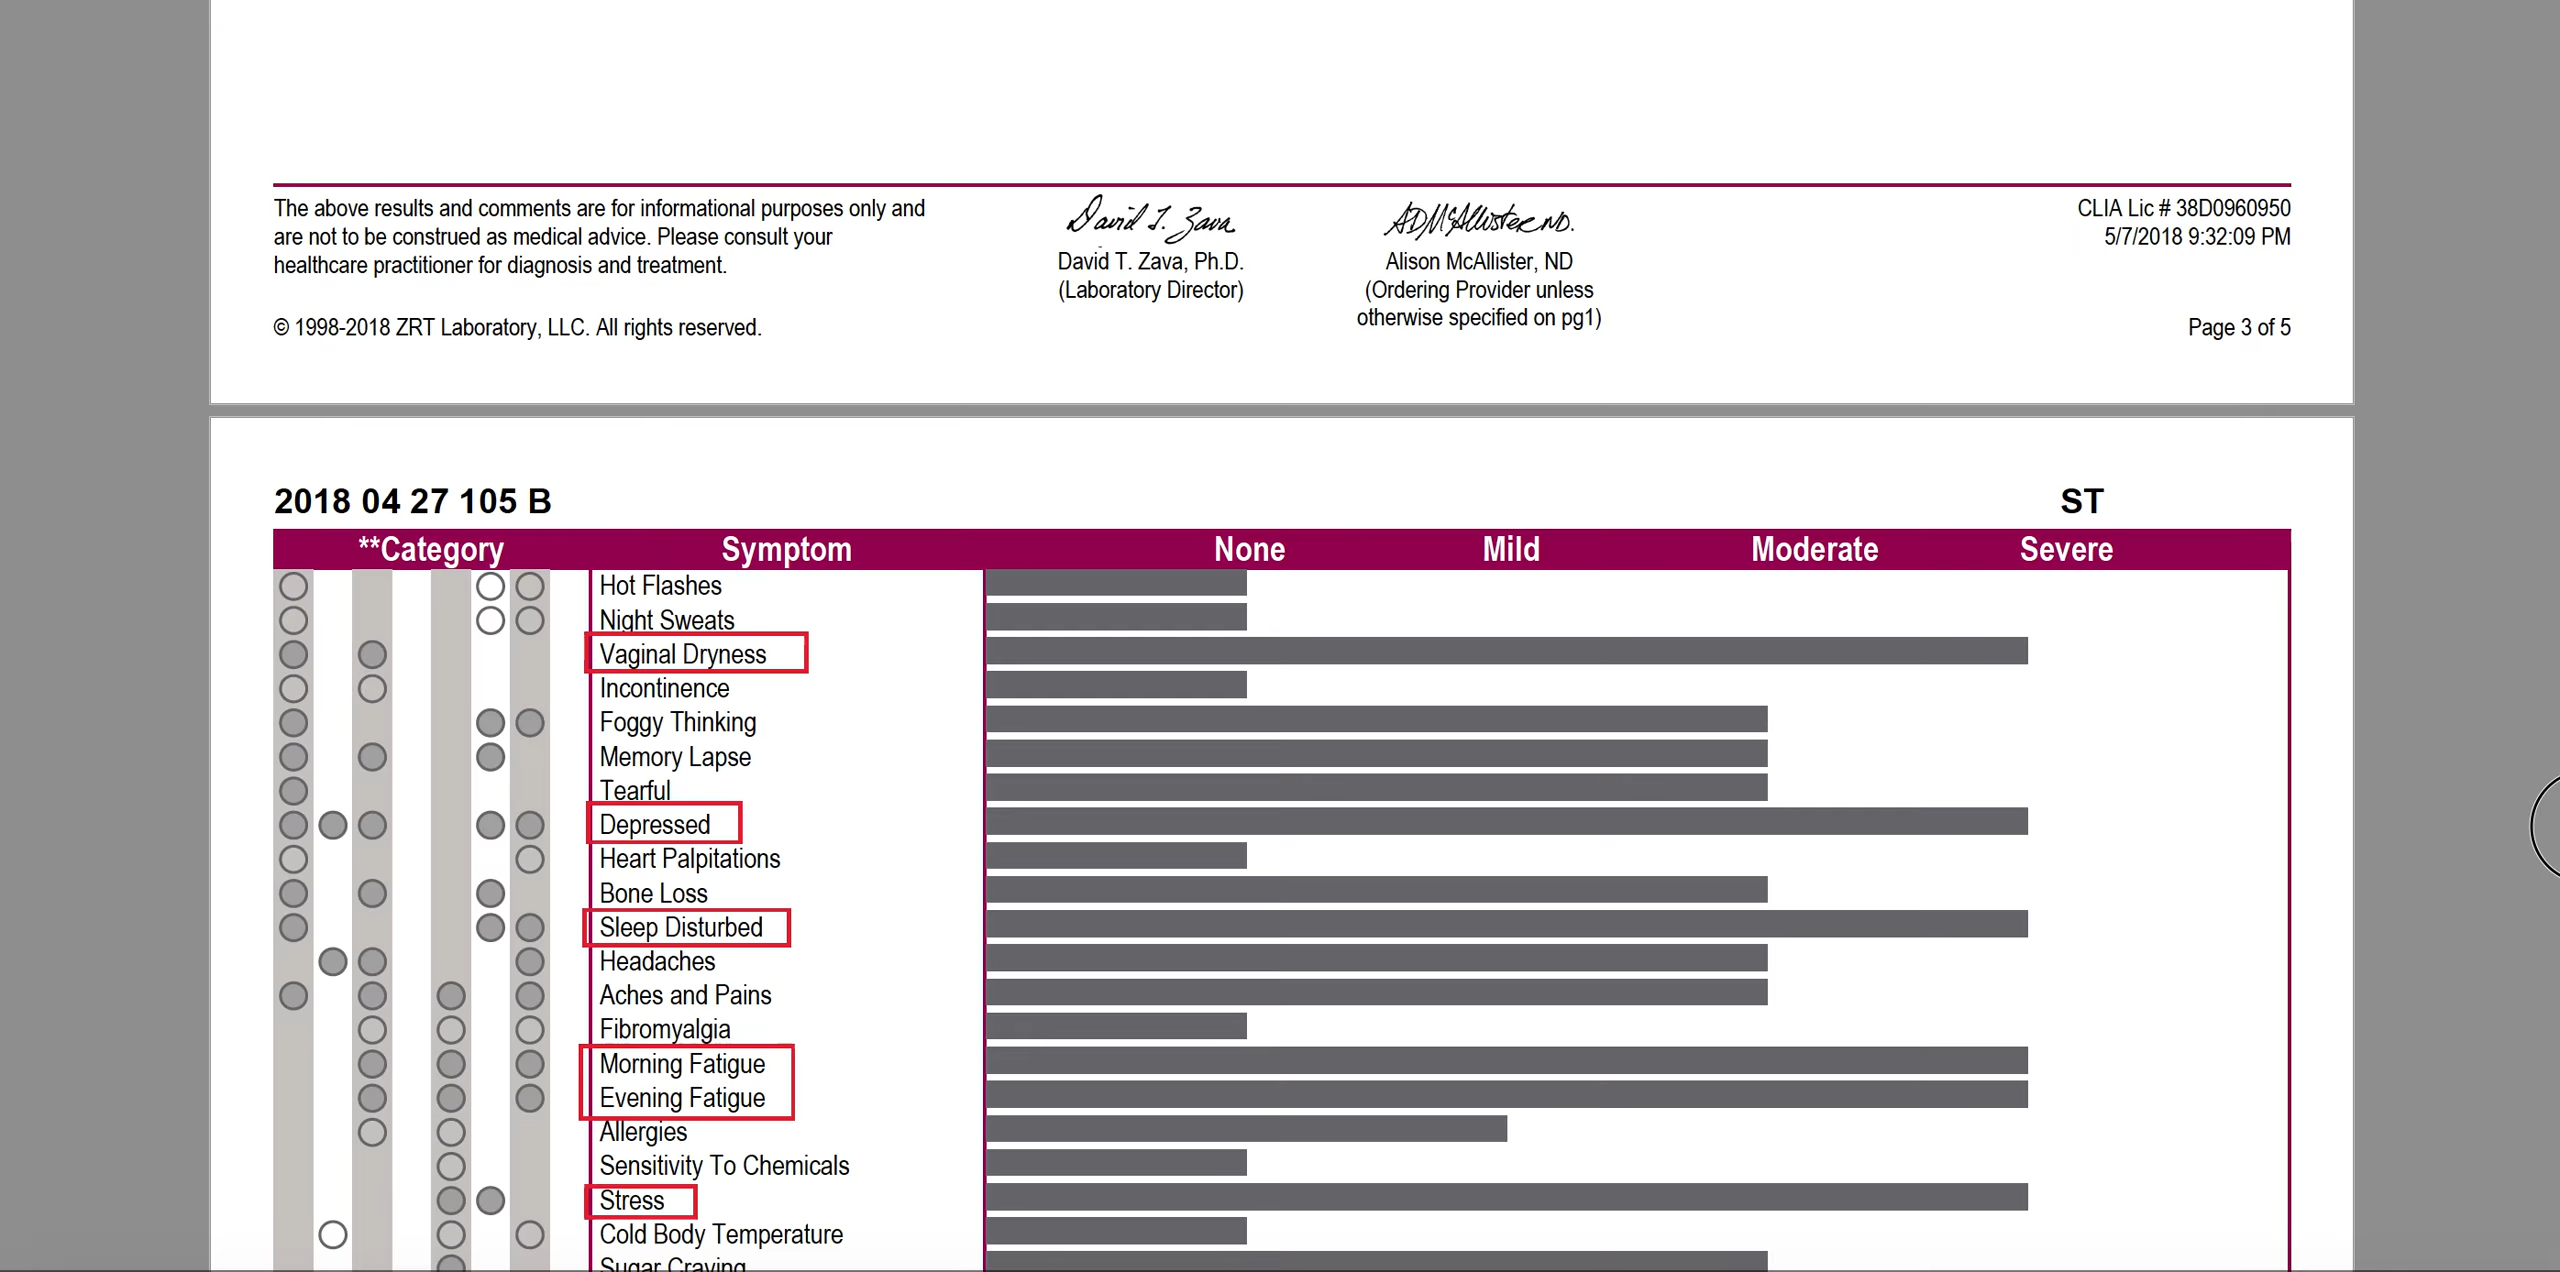 The above results and comments are for informational purposes only and
are not to be construed as medical advice. Please consult your
healthcare practitioner for diagnosis and treatment.
© 1998-2018 ZRT Laboratory, LLC. All rights reserved.
David T. Zava
David T. Zava, Ph.D.
(Laboratory Director)
ADMcAllister ND.
Alison McAllister, ND
(Ordering Provider unless
otherwise specified on pg1)
CLIA Lic # 38D0960950
5/7/2018 9:32:09 PM
Page 3 of 5
2018 04 27 105 B ST
**Category Symptom None Mild Moderate Severe
Hot Flashes
Night Sweats
Vaginal Dryness
Incontinence
Foggy Thinking
Memory Lapse
Tearful
Depressed
Heart Palpitations
Bone Loss
Sleep Disturbed
Headaches
Aches and Pains
Fibromyalgia
Morning Fatigue
Evening Fatigue
Allergies
Sensitivity To Chemicals
Stress
Cold Body Temperature
Sugar Craving